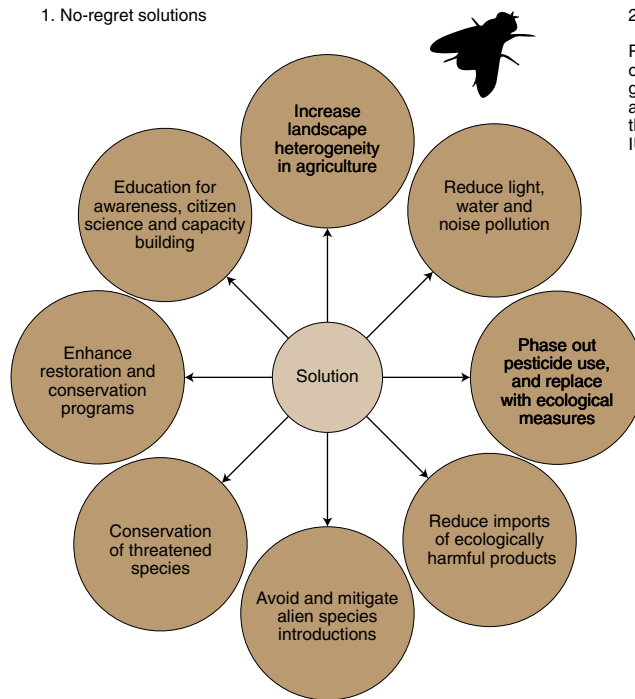 1. No-regret solutions
Increase
landscape
heterogeneity
in agriculture
Reduce light,
water and
noise pollution
Phase out
pesticide use,
and replace
with ecological
measures
Reduce imports
of ecologically
harmful products
Avoid and mitigate
alien species
introductions
Conservation
of threatened
species
Enhance
restoration and
conservation
programs
Education for
awareness, citizen
science and capacity
building
Solution
2